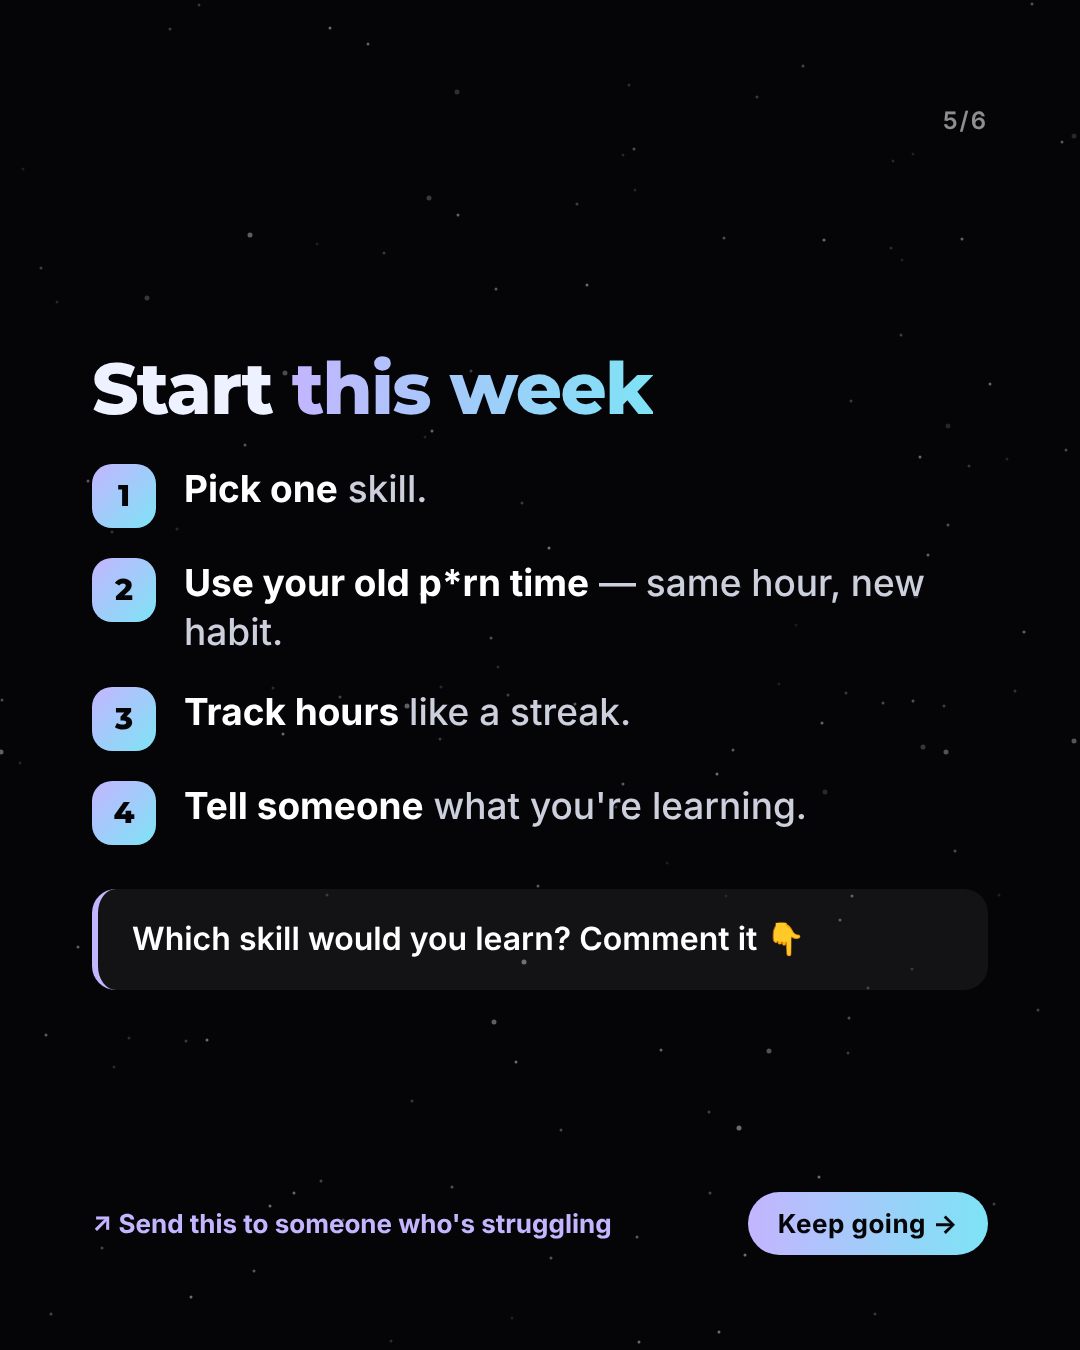 5/6
Start this week
1 Pick one skill.
2 Use your old p*rn time — same hour, new
habit.
3 Track hours like a streak.
4 Tell someone what you're learning.
Which skill would you learn? Comment it 👇
↗ Send this to someone who's struggling
Keep going →